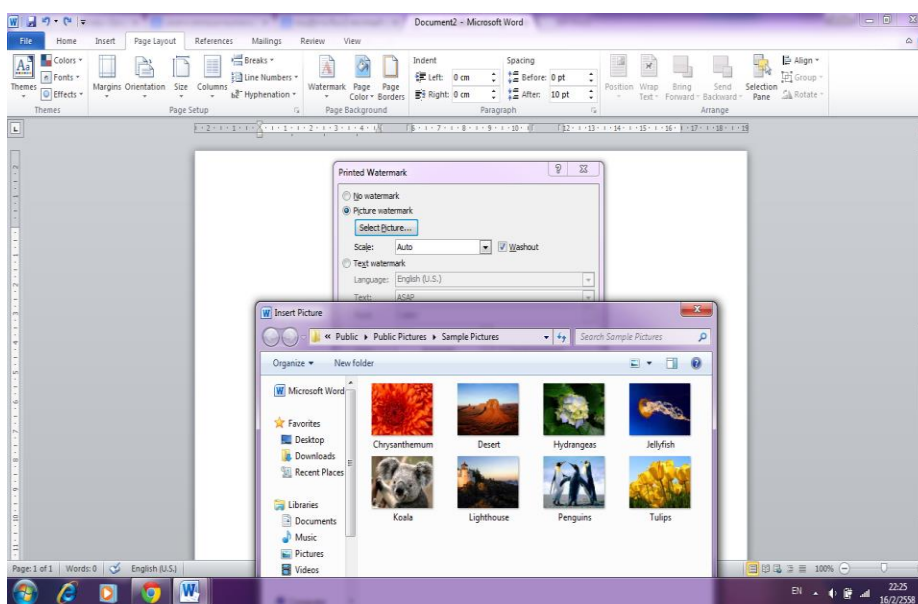 Document2 - Microsoft Word
File Home Insert Page Layout References Mailings Review View
Themes
Colors
Fonts
Effects
Themes
Margins Orientation Size Columns
Breaks
Line Numbers
Hyphenation
Page Setup
Watermark Page Color Page Borders
Page Background
Indent
Left: 0 cm
Right: 0 cm
Spacing
Before: 0 pt
After: 10 pt
Paragraph
Position Wrap Text Bring Forward Send Backward Selection Pane
Align
Group
Rotate
Arrange
Printed Watermark
No watermark
Picture watermark
Select Picture...
Scale: Auto Washout
Text watermark
Language: English (U.S.)
Text: ASAP
Insert Picture
« Public Public Pictures Sample Pictures
Search Sample Pictures
Organize New folder
Microsoft Word
Favorites
Desktop
Downloads
Recent Places
Libraries
Documents
Music
Pictures
Videos
Chrysanthemum Desert Hydrangeas Jellyfish
Koala Lighthouse Penguins Tulips
Page: 1 of 1 Words: 0 English (U.S.) 100%
EN 22:25
16/2/2558